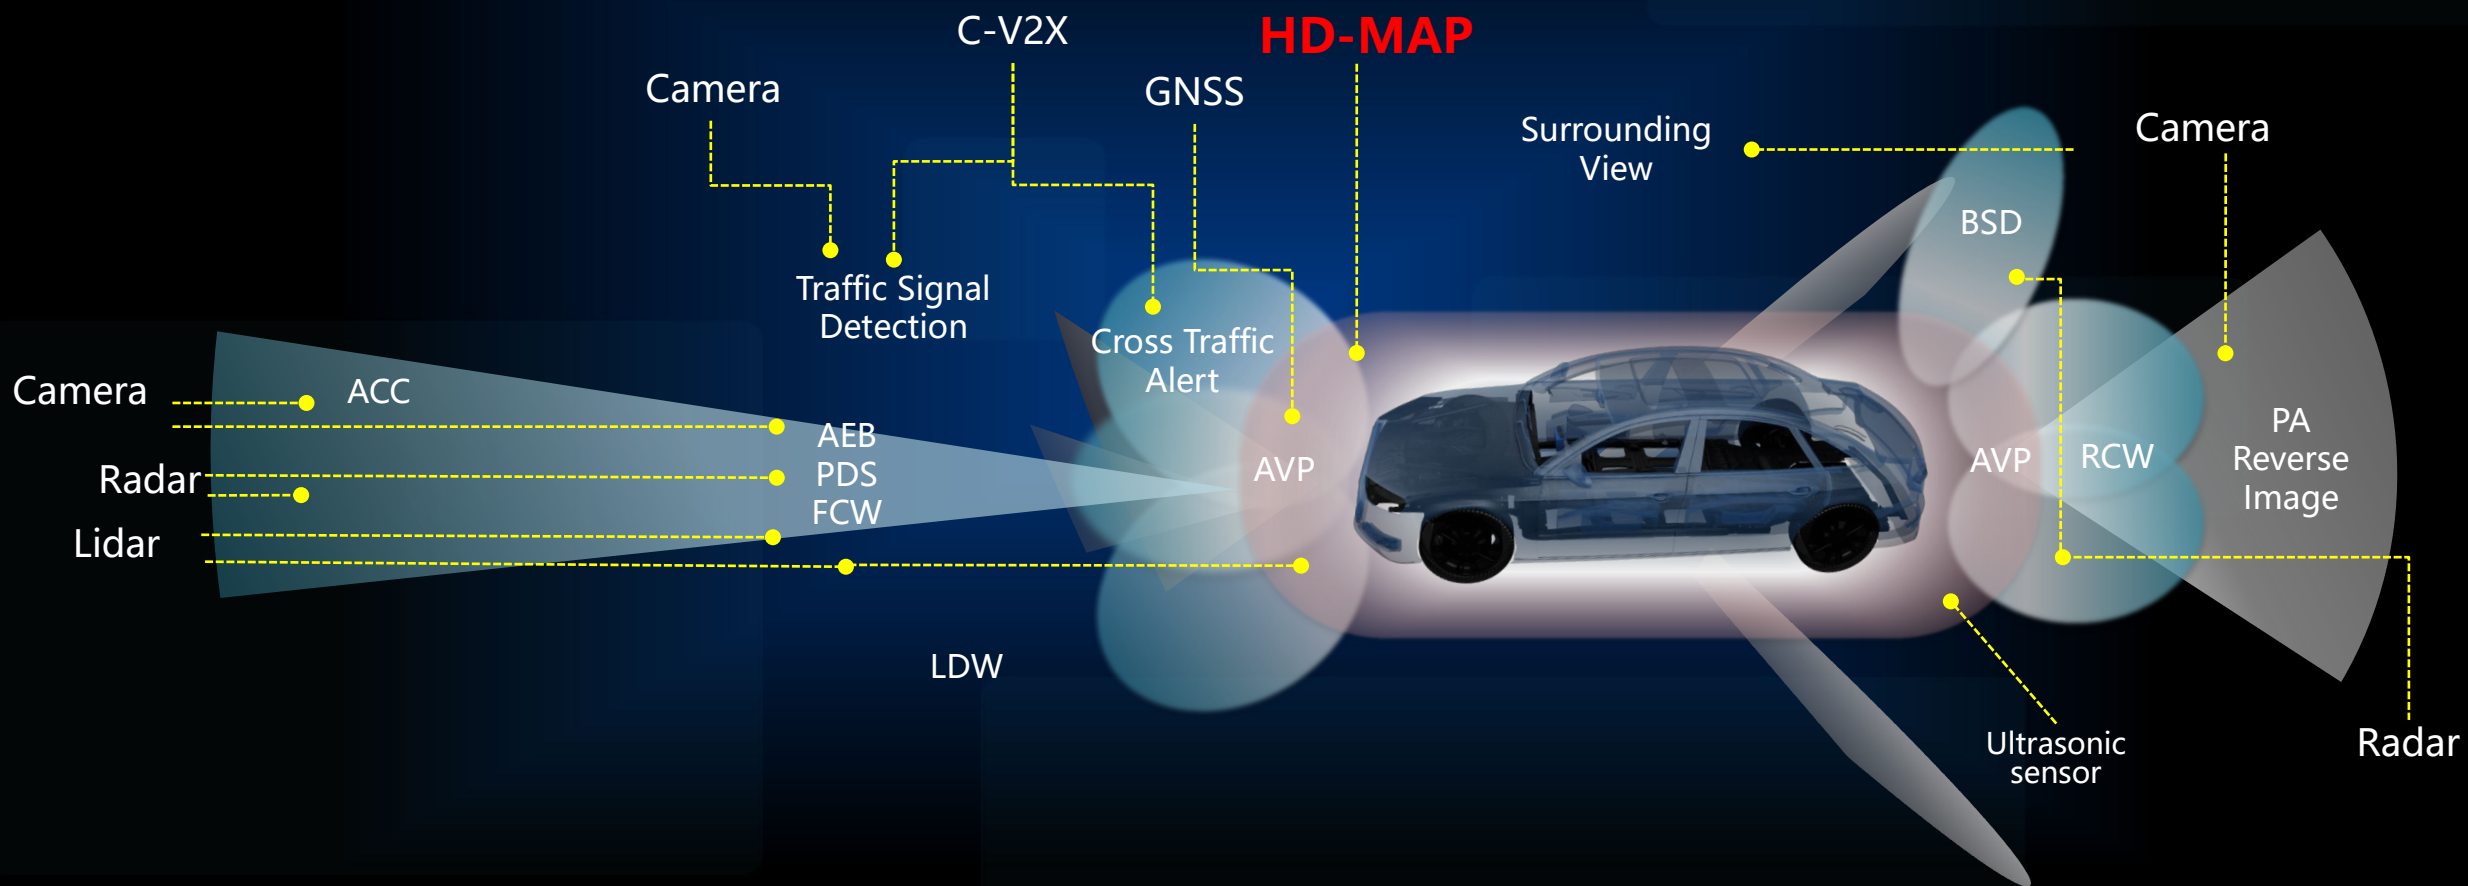 C-V2X
HD-MAP
Camera
GNSS
Surrounding
View
Camera
BSD
Traffic Signal
Detection
Cross Traffic
Alert
Camera
ACC
AEB
PDS
FCW
Radar
Lidar
AVP
AVP
RCW
PA
Reverse
Image
LDW
Ultrasonic
sensor
Radar